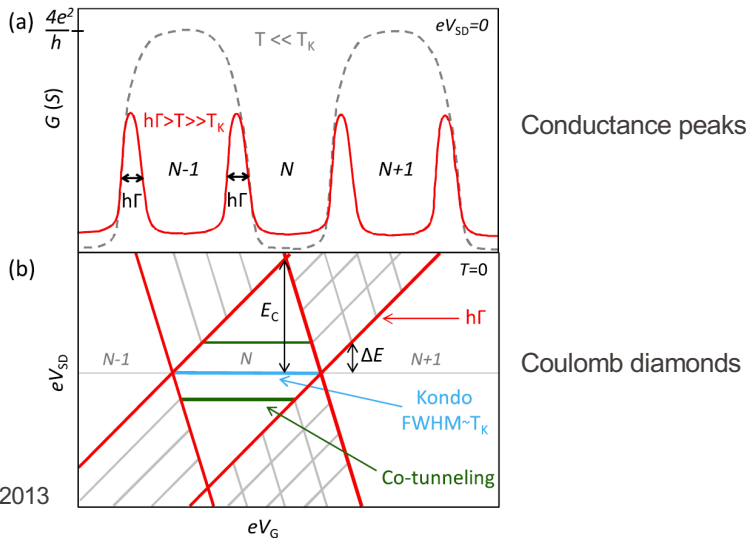 (a)
4e²/h
eV_SD=0
T << T_K
G (S)
hΓ>T>>T_K
Conductance peaks
N-1
N
N+1
hΓ
hΓ
(b)
T=0
E_C
hΓ
ΔE
N-1
N
N+1
Coulomb diamonds
eV_SD
Kondo
FWHM~T_K
Co-tunneling
2013
eV_G